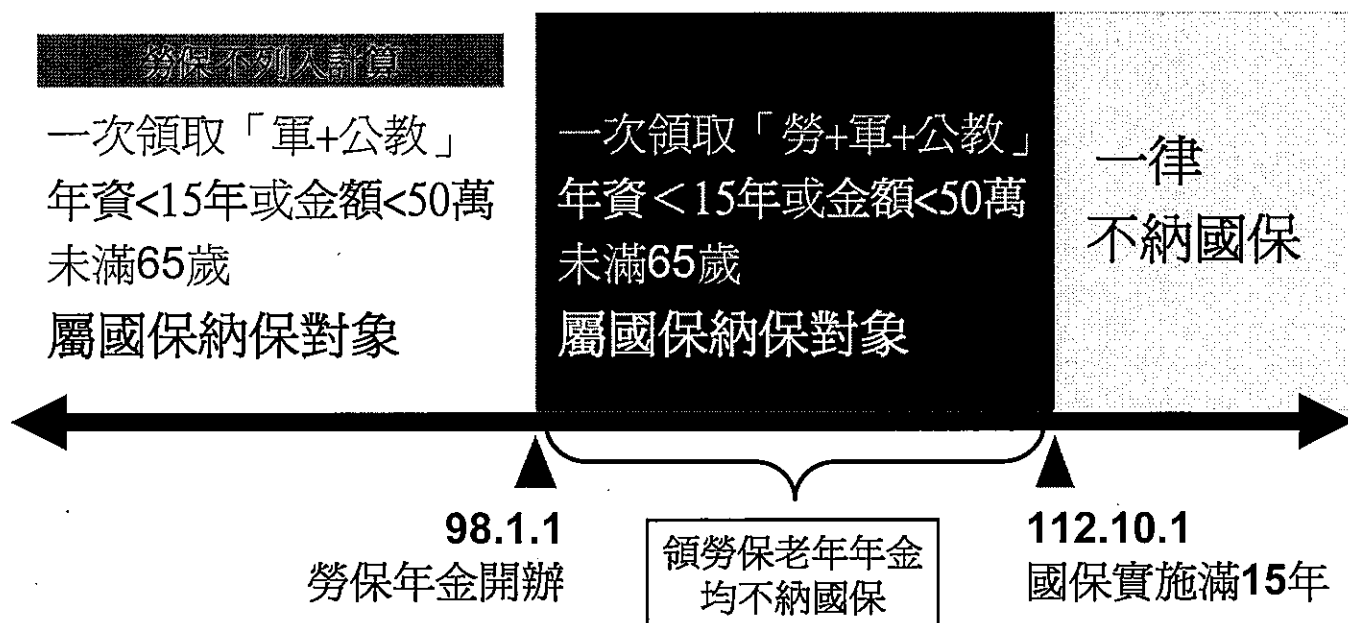 勞保不列入計算
一次領取「軍+公教」
年資<15年或金額<50萬
未滿65歲
屬國保納保對象
一次領取「勞+軍+公教」
年資<15年或金額<50萬
未滿65歲
屬國保納保對象
一律
不納國保
98.1.1
勞保年金開辦
領勞保老年年金
均不納國保
112.10.1
國保實施滿15年